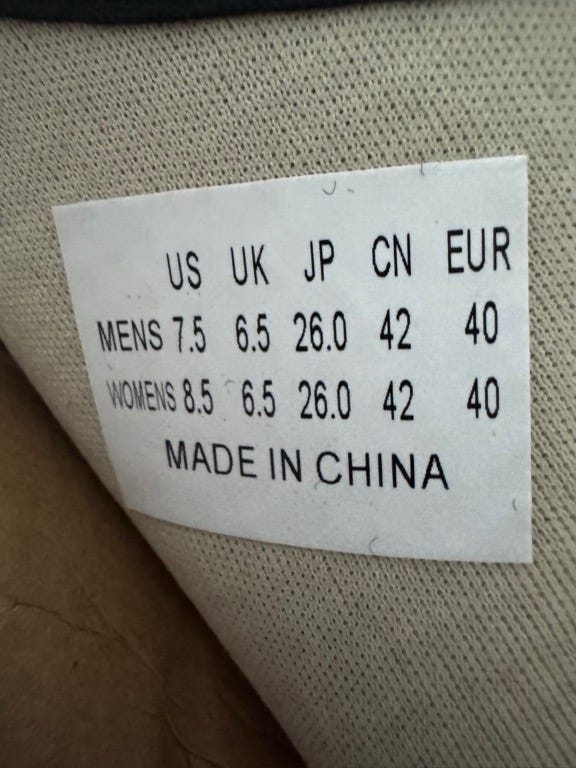 US UK JP CN EUR
MENS 7.5 6.5 26.0 42 40
WOMENS 8.5 6.5 26.0 42 40
MADE IN CHINA